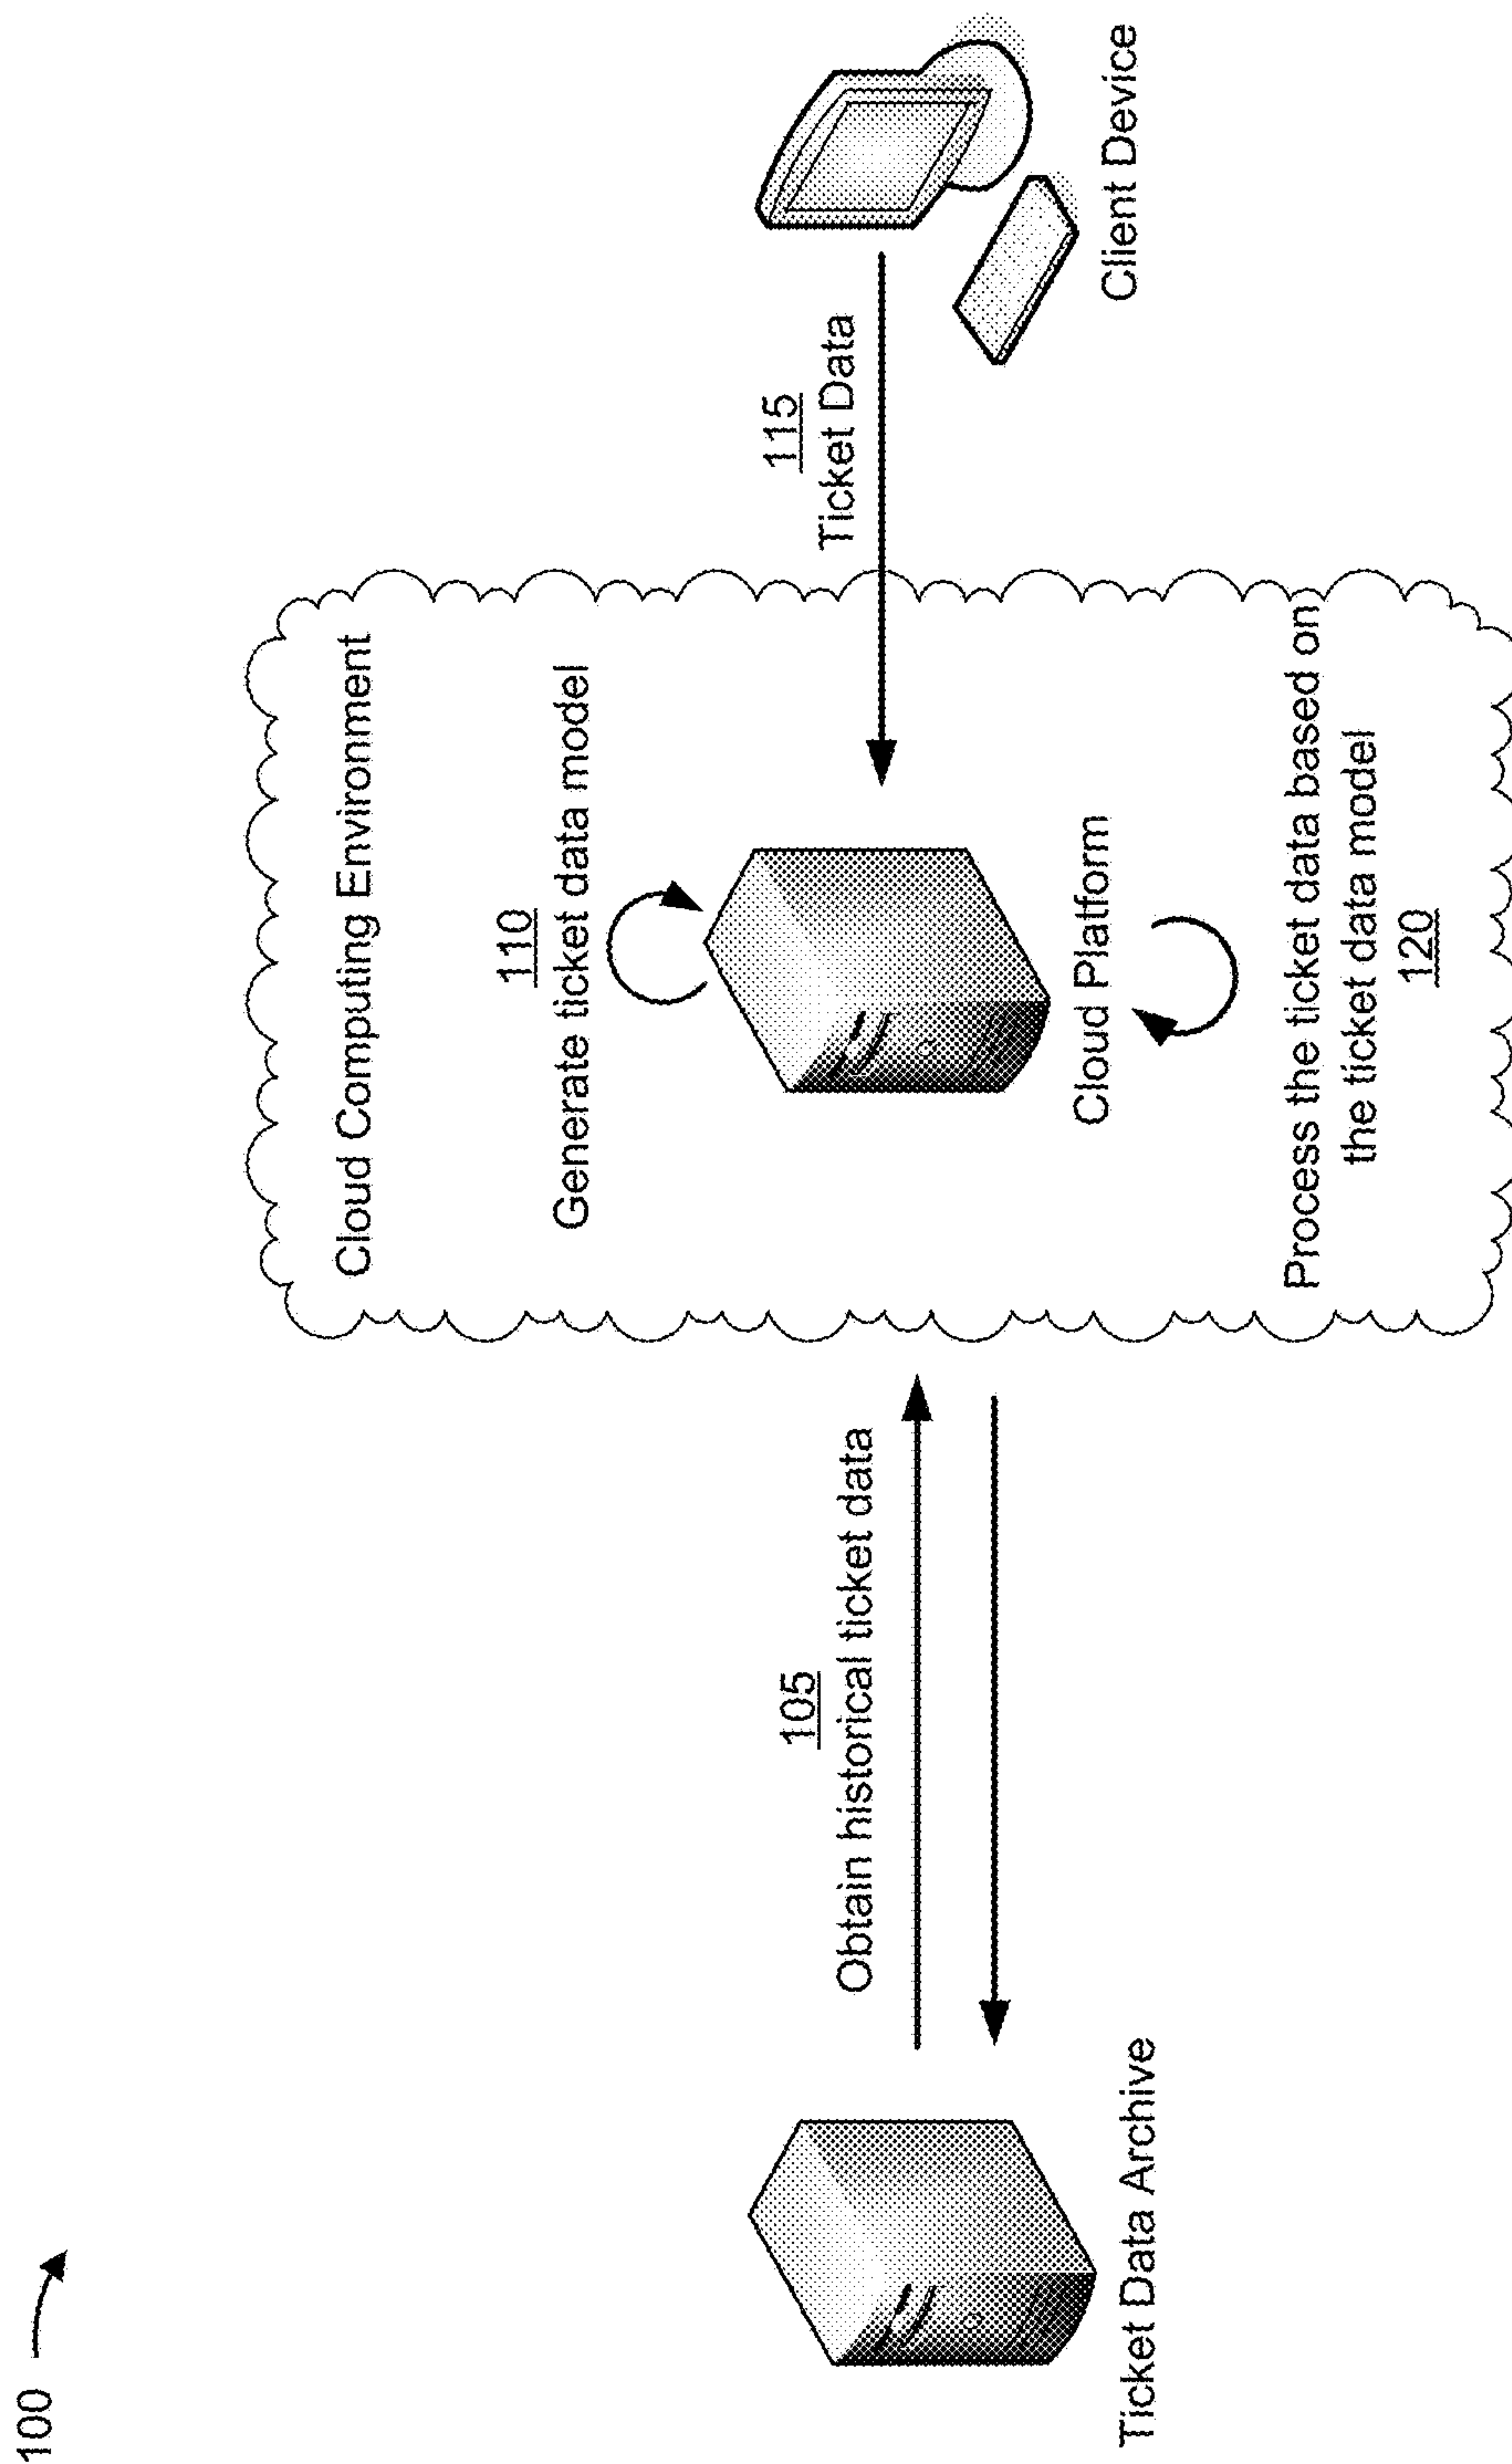 100
Cloud Computing Environment
105
Obtain historical ticket data
110
Generate ticket data model
115
Ticket Data
Ticket Data Archive
Cloud Platform
Client Device
Process the ticket data based on
the ticket data model
120